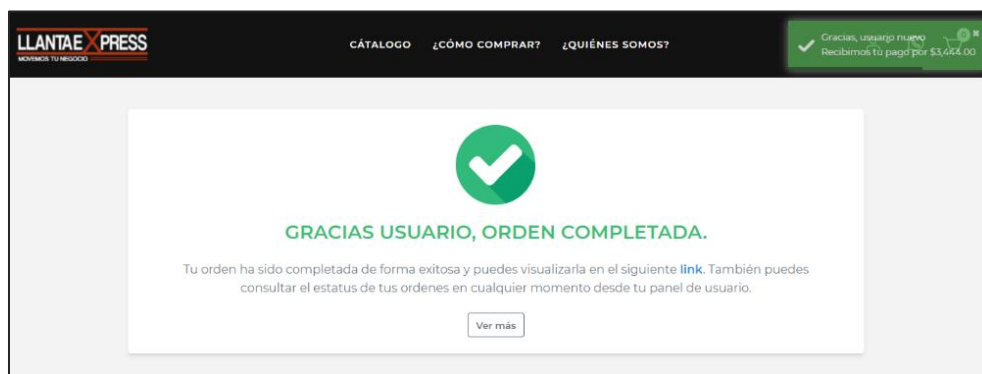 LLANTAEXPRESS
MOVEMOS TU NEGOCIO
CÁTALOGO ¿CÓMO COMPRAR? ¿QUIÉNES SOMOS?
Gracias, usuario nuevo
Recibimos tu pago por $3,444.00
0
GRACIAS USUARIO, ORDEN COMPLETADA.
Tu orden ha sido completada de forma exitosa y puedes visualizarla en el siguiente link. También puedes
consultar el estatus de tus ordenes en cualquier momento desde tu panel de usuario.
Ver más